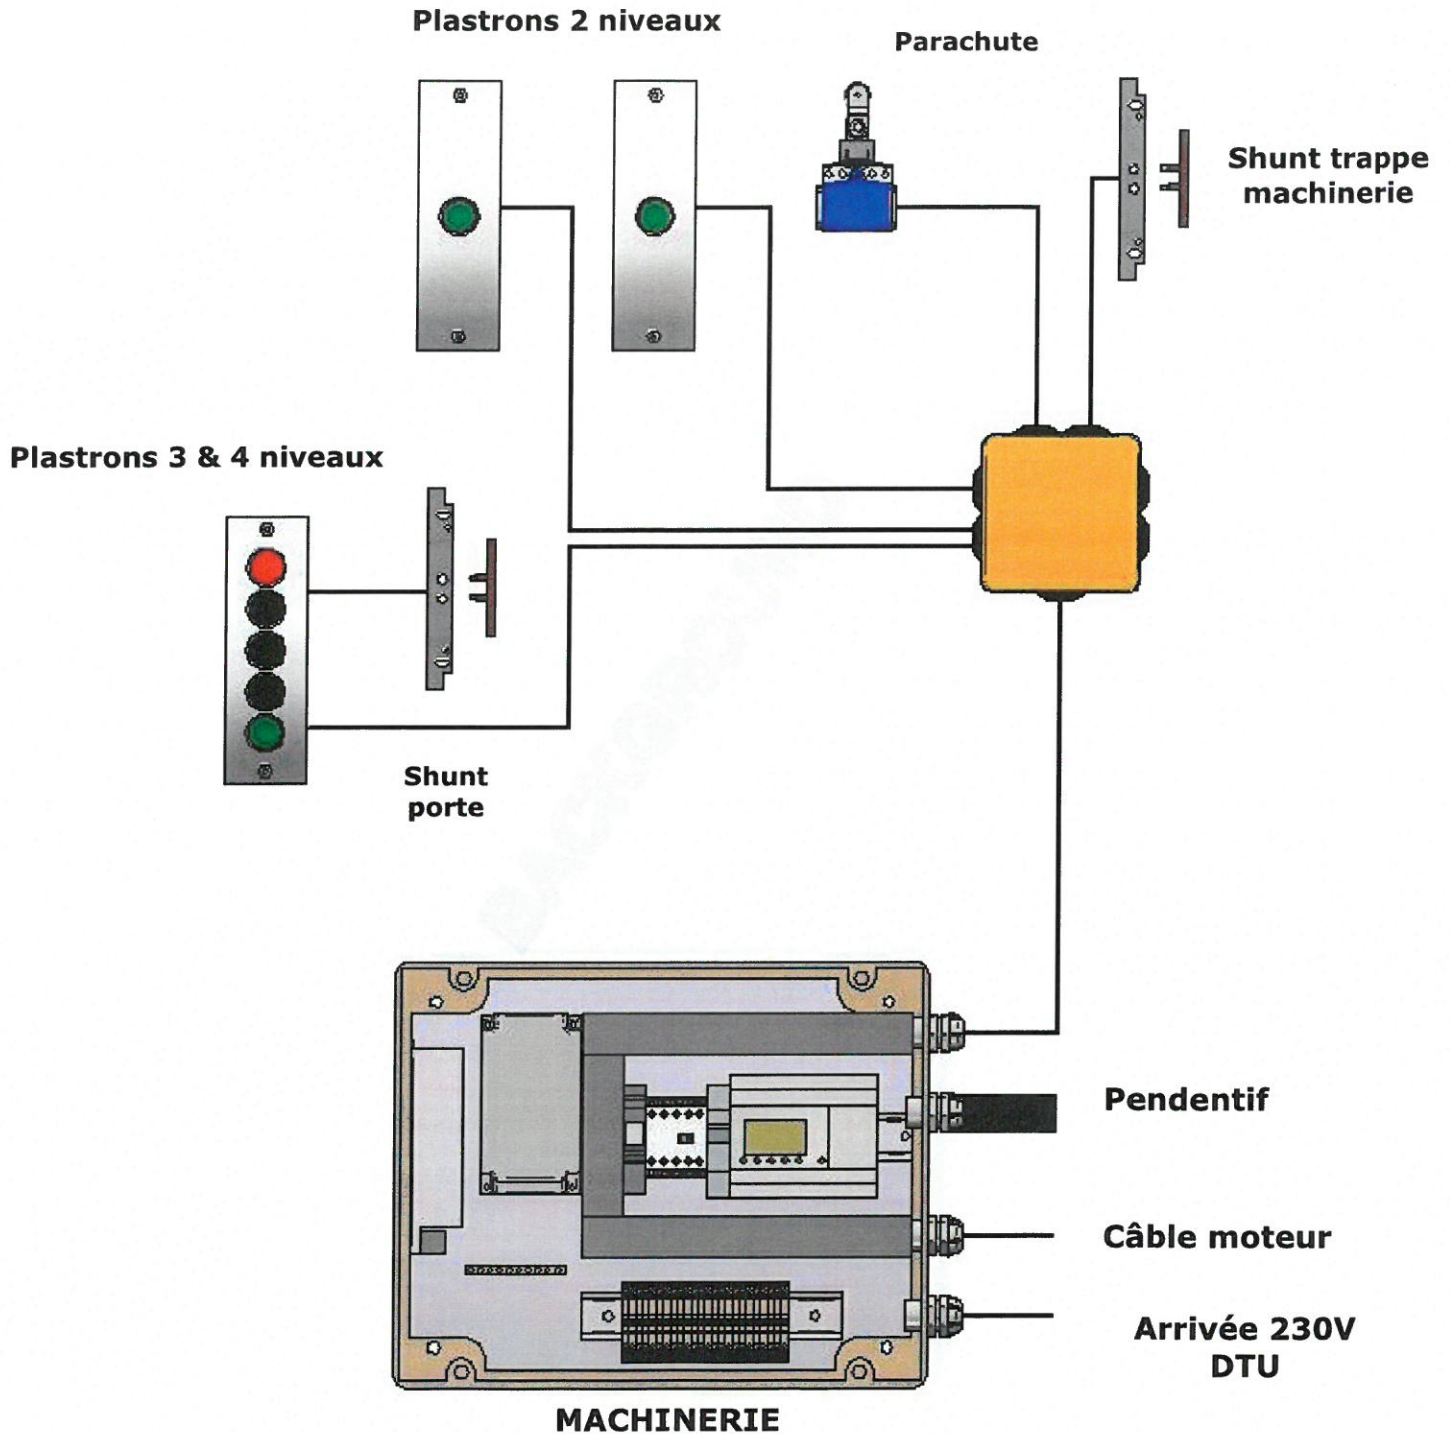 Plastrons 2 niveaux
Parachute
Shunt trappe
machinerie
Plastrons 3 & 4 niveaux
Shunt
porte
Pendentif
Câble moteur
Arrivée 230V
DTU
MACHINERIE